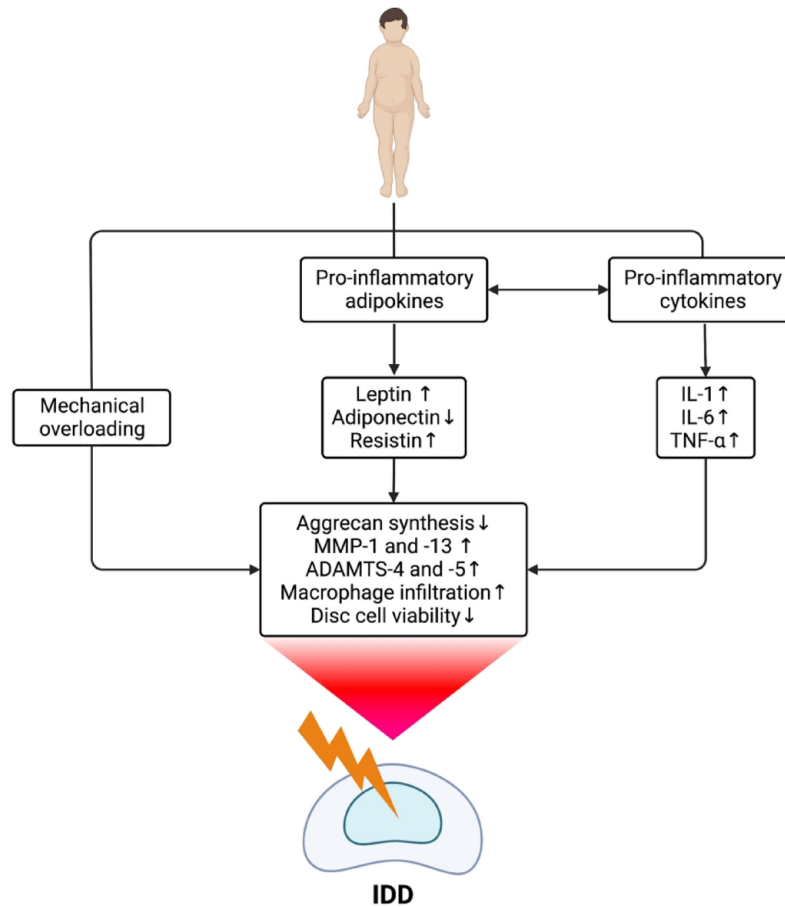 Pro-inflammatory
adipokines
Pro-inflammatory
cytokines
Mechanical
overloading
Leptin ↑
Adiponectin↓
Resistin↑
IL-1↑
IL-6↑
TNF-α↑
Aggrecan synthesis↓
MMP-1 and -13 ↑
ADAMTS-4 and -5↑
Macrophage infiltration↑
Disc cell viability↓
IDD